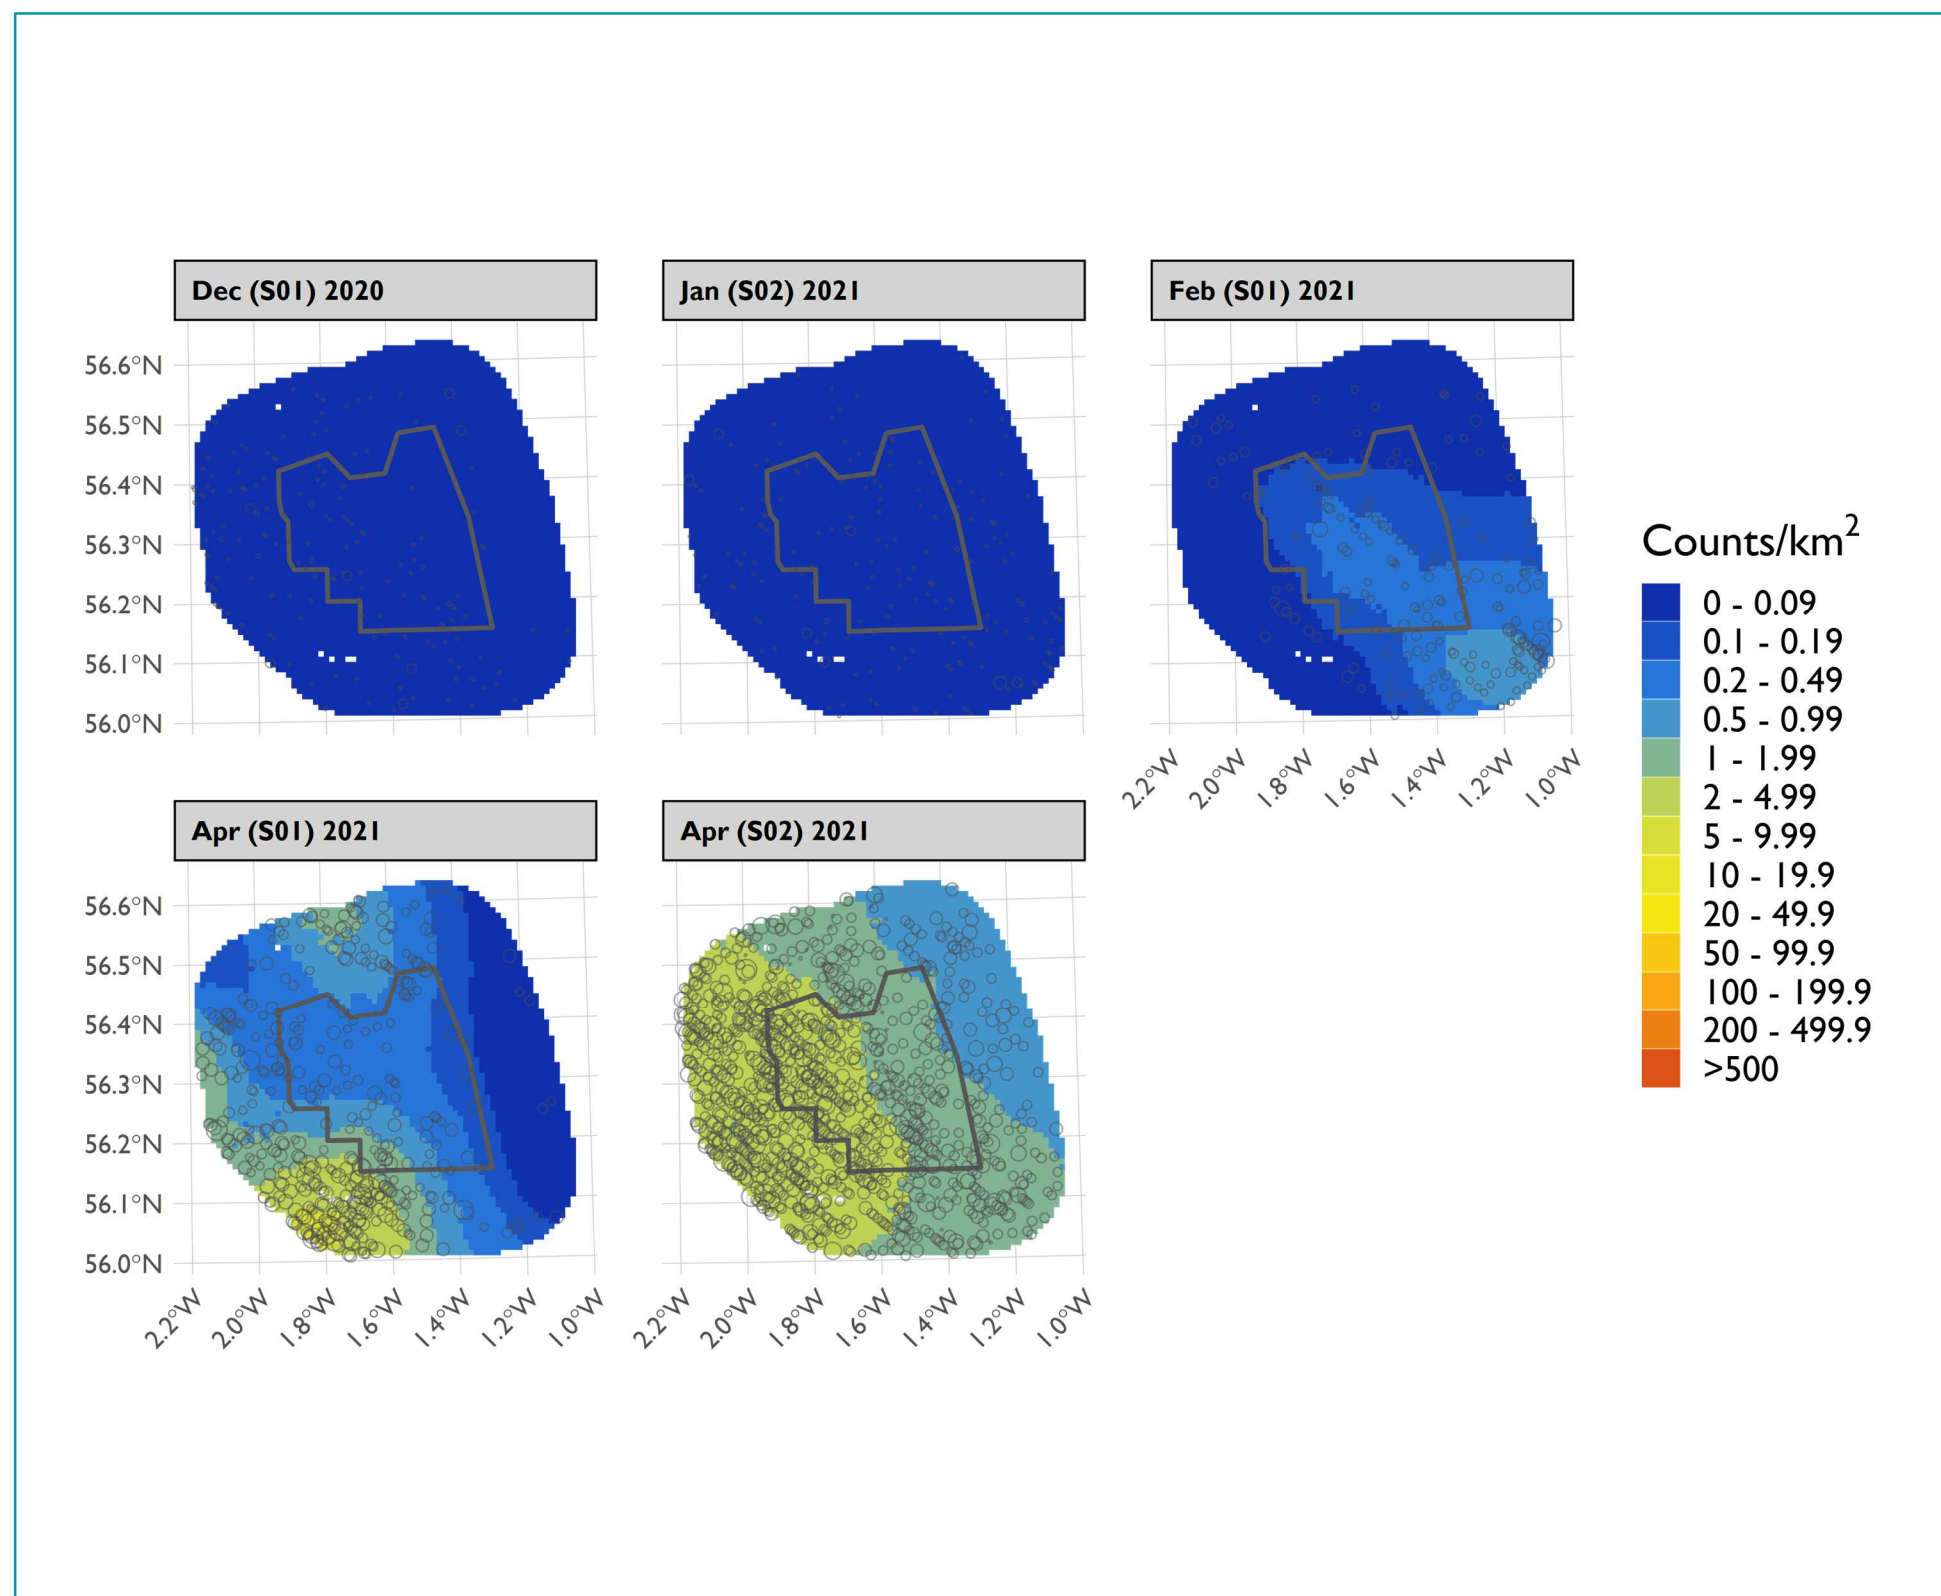 Dec (S01) 2020
Jan (S02) 2021
Feb (S01) 2021
56.6°N
56.5°N
56.4°N
56.3°N
56.2°N
56.1°N
56.0°N
2.2°W 2.0°W 1.8°W 1.6°W 1.4°W 1.2°W 1.0°W
Apr (S01) 2021
Apr (S02) 2021
56.6°N
56.5°N
56.4°N
56.3°N
56.2°N
56.1°N
56.0°N
2.2°W 2.0°W 1.8°W 1.6°W 1.4°W 1.2°W 1.0°W
2.2°W 2.0°W 1.8°W 1.6°W 1.4°W 1.2°W 1.0°W
Counts/km²
0 - 0.09
0.1 - 0.19
0.2 - 0.49
0.5 - 0.99
1 - 1.99
2 - 4.99
5 - 9.99
10 - 19.9
20 - 49.9
50 - 99.9
100 - 199.9
200 - 499.9
>500